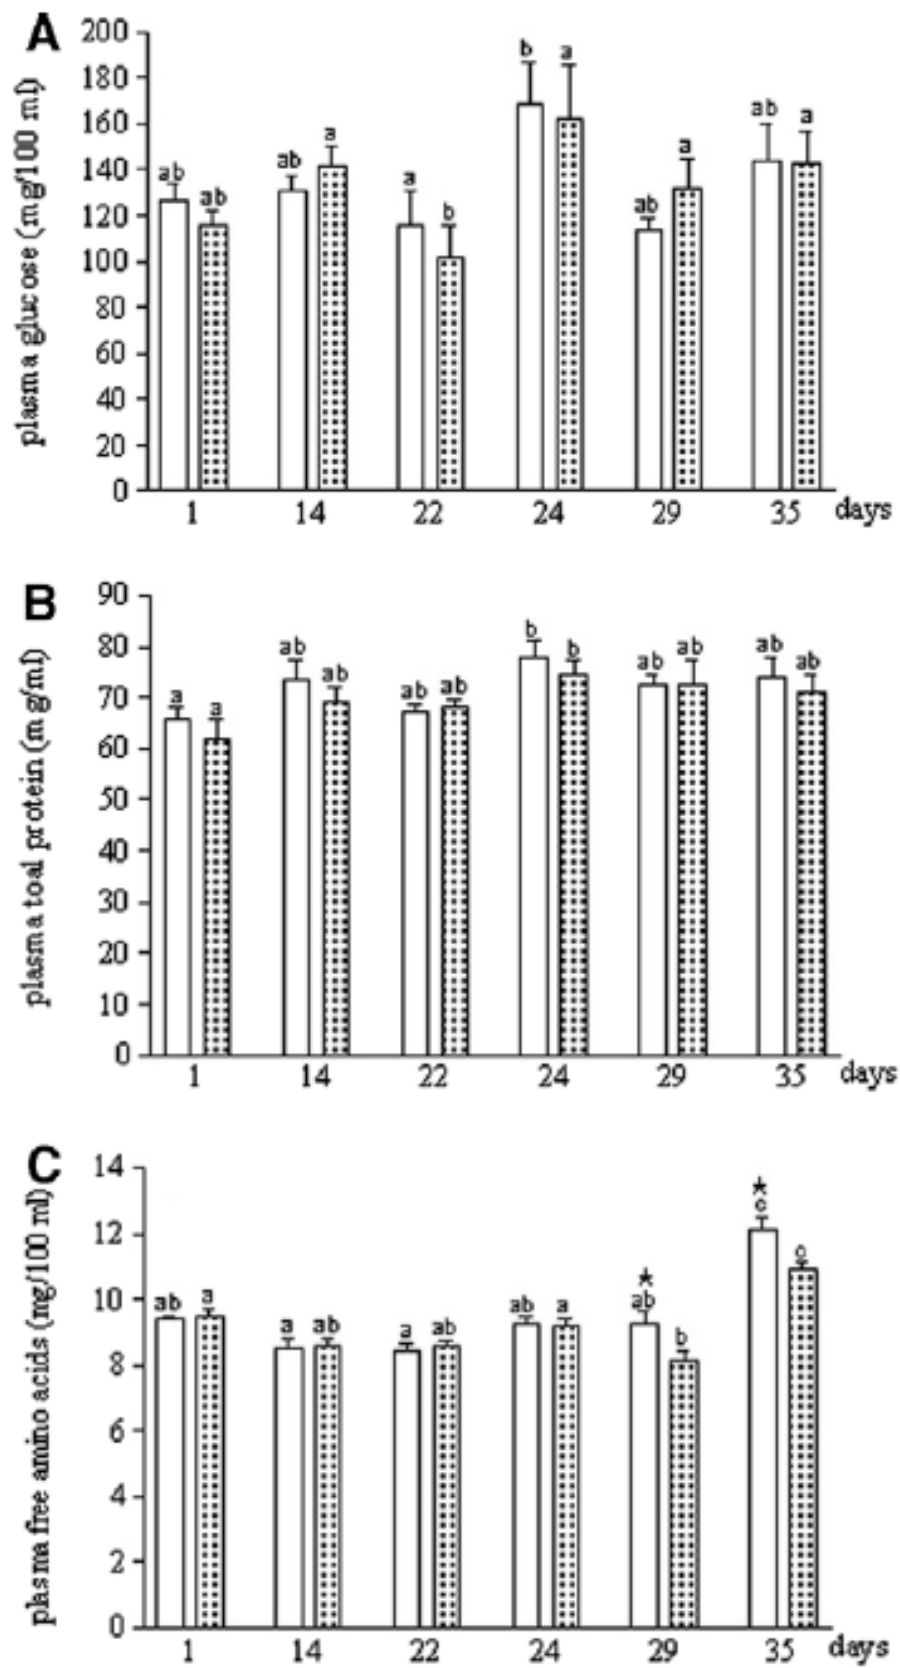 A
plasma glucose (mg/100 ml)
200
180
160
140
120
100
80
60
40
20
0
ab ab ab a a b b a ab a ab a
1 14 22 24 29 35 days
B
plasma toal protein (mg/ml)
90
80
70
60
50
40
30
20
10
0
a a ab ab ab ab b b ab ab ab ab
1 14 22 24 29 35 days
C
plasma free amino acids (ng/100 ml)
14
12
10
8
6
4
2
0
★ ★
ab a a ab a ab ab a ab b c c
1 14 22 24 29 35 days